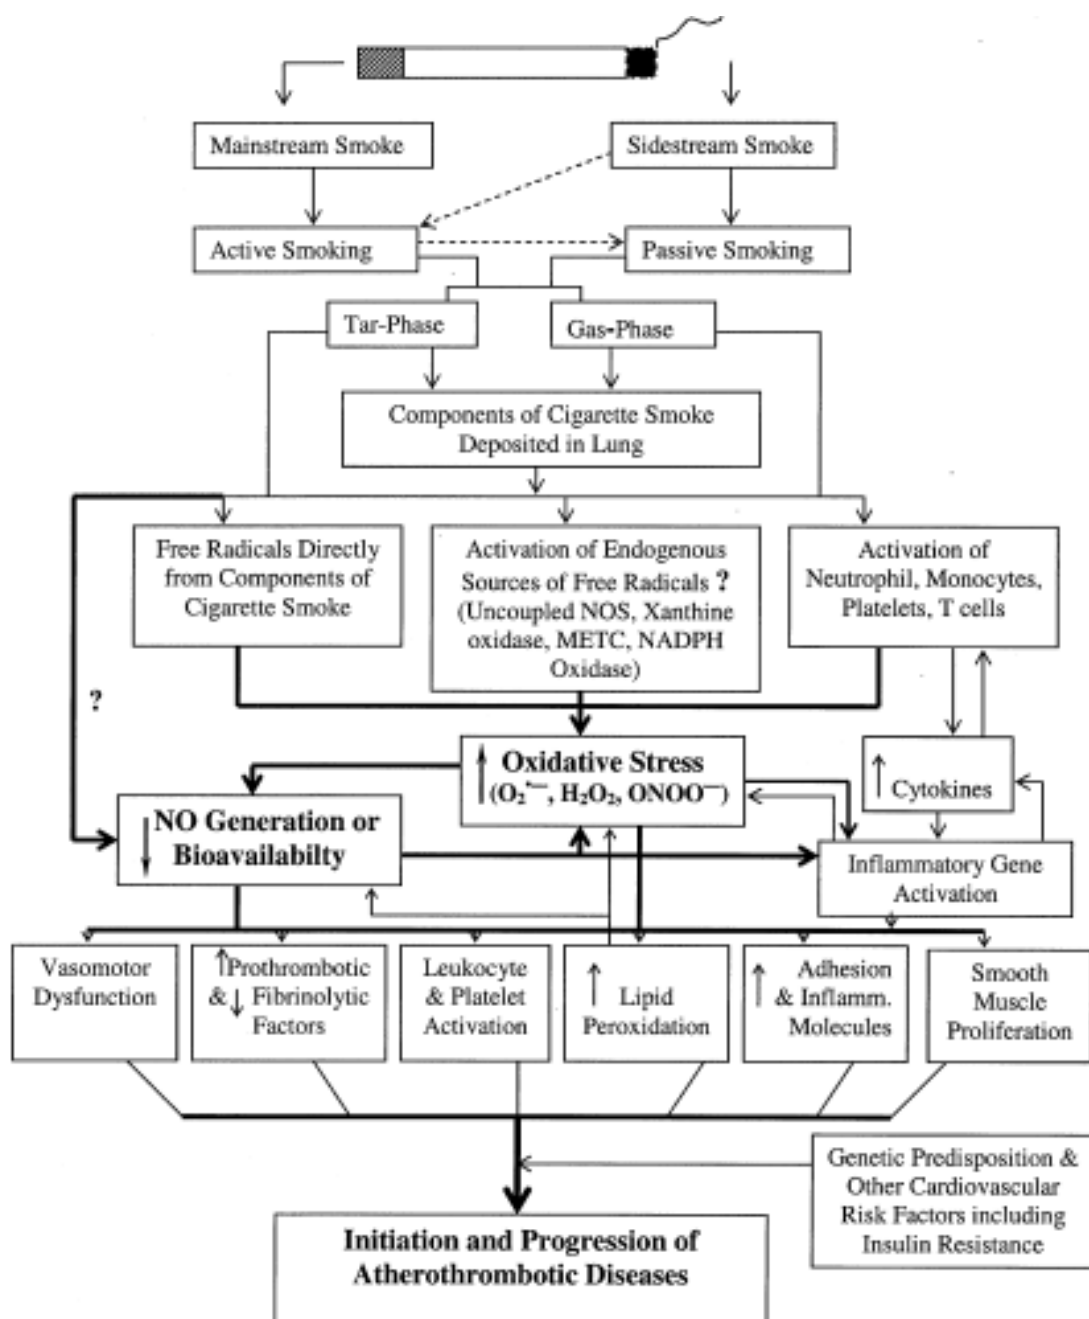 Mainstream Smoke
Sidestream Smoke
Active Smoking
Passive Smoking
Tar-Phase
Gas-Phase
Components of Cigarette Smoke
Deposited in Lung
Free Radicals Directly
from Components of
Cigarette Smoke
Activation of Endogenous
Sources of Free Radicals ?
(Uncoupled NOS, Xanthine
oxidase, METC, NADPH
Oxidase)
Activation of
Neutrophil, Monocytes,
Platelets, T cells
?
↑ Oxidative Stress
(O₂•—, H₂O₂, ONOO—)
↑ Cytokines
↓ NO Generation or
Bioavailabilty
Inflammatory Gene
Activation
Vasomotor
Dysfunction
↑Prothrombotic
&↓ Fibrinolytic
Factors
Leukocyte
& Platelet
Activation
↑ Lipid
Peroxidation
↑ Adhesion
& Inflamm.
Molecules
Smooth
Muscle
Proliferation
Genetic Predisposition &
Other Cardiovascular
Risk Factors including
Insulin Resistance
Initiation and Progression of
Atherothrombotic Diseases